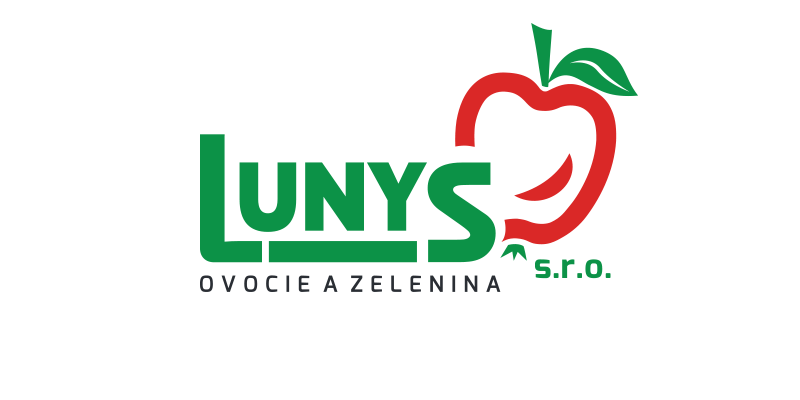 LUNYS
s.r.o.
OVOCIE A ZELENINA